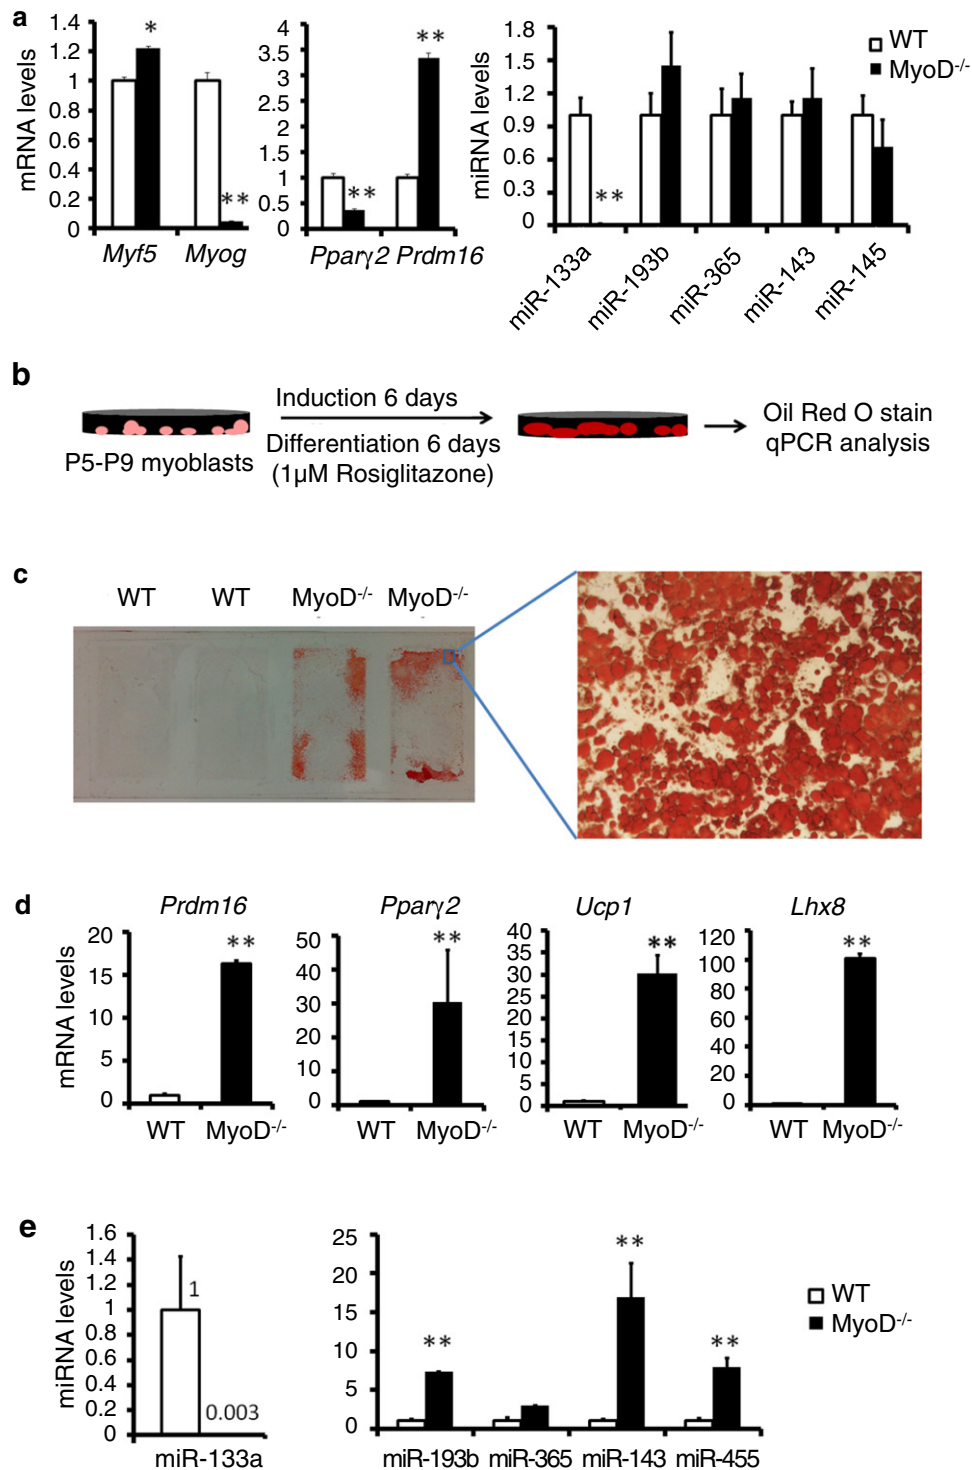 a
mRNA levels
1.4
1.2
1
0.8
0.6
0.4
0.2
0
*
**
Myf5 Myog
4
3.5
3
2.5
2
1.5
1
0.5
0
**
**
Pparγ2 Prdm16
miRNA levels
1.8
1.5
1.2
0.9
0.6
0.3
0
**
miR-133a
miR-193b
miR-365
miR-143
miR-145
WT
MyoD-/-
b
P5-P9 myoblasts
Induction 6 days
Differentiation 6 days
(1µM Rosiglitazone)
Oil Red O stain
qPCR analysis
c
WT WT MyoD-/- MyoD-/-
d
mRNA levels
Prdm16
20
15
10
5
0
**
WT MyoD-/-
Pparγ2
50
40
30
20
10
0
**
WT MyoD-/-
Ucp1
40
35
30
25
20
15
10
5
0
**
WT MyoD-/-
Lhx8
120
100
80
60
40
20
0
**
WT MyoD-/-
e
miRNA levels
1.6
1.4
1.2
1
0.8
0.6
0.4
0.2
0
1
0.003
miR-133a
25
20
15
10
5
0
**
**
**
miR-193b miR-365 miR-143 miR-455
WT
MyoD-/-